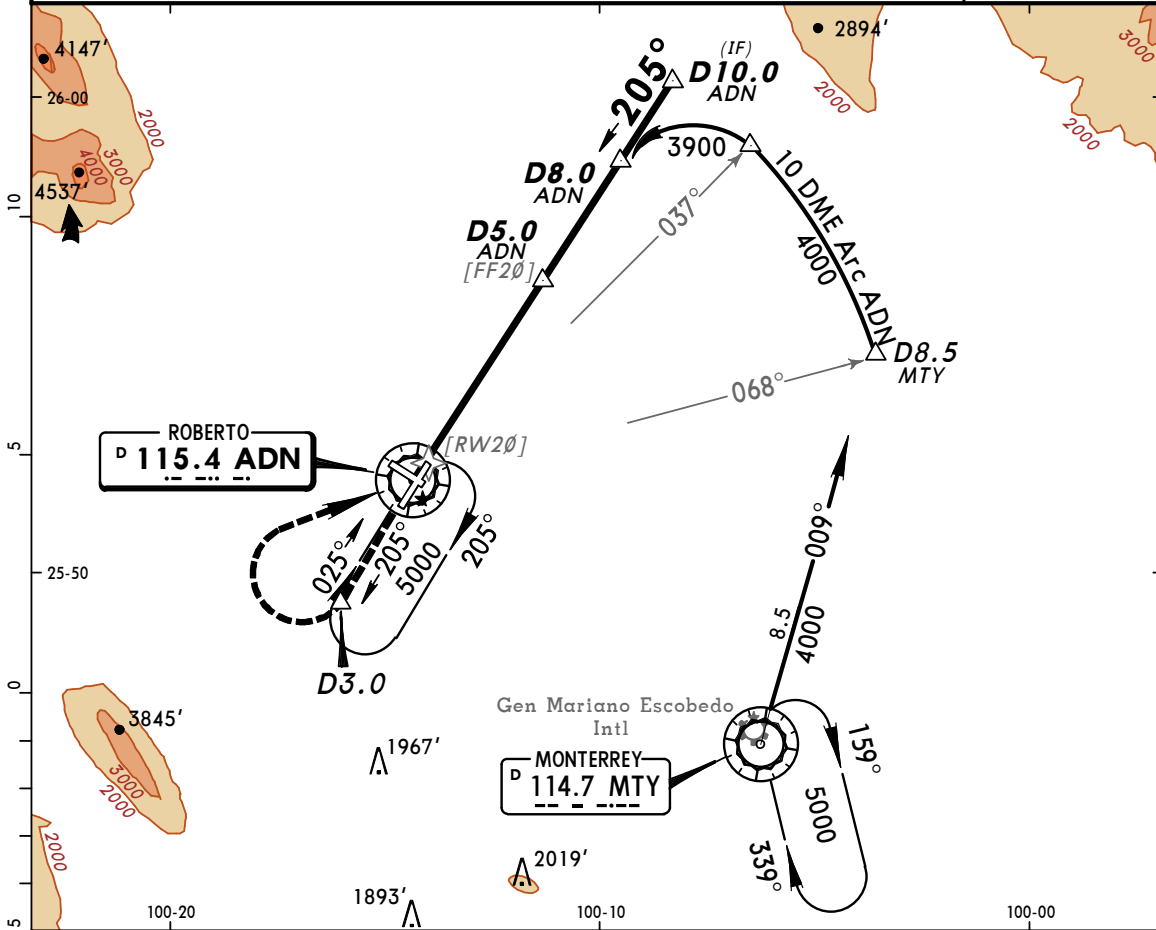 4147'
26-00
2000
4000
3000
4537'
10
2894'
2000
3000
2000
205°
(IF)
D10.0
ADN
3900
D8.0
ADN
037°
10 DME Arc ADN
4000
D5.0
ADN
[FF2Ø]
D8.5
MTY
068°
ROBERTO
D 115.4 ADN
[RW2Ø]
5
025°
205°
5000
205°
25-50
009°
8.5
4000
D3.0
0
3845'
3000
2000
1967'
Gen Mariano Escobedo
Intl
MONTERREY
D 114.7 MTY
159°
5000
339°
2000
2019'
1893'
5
100-20
100-10
100-00